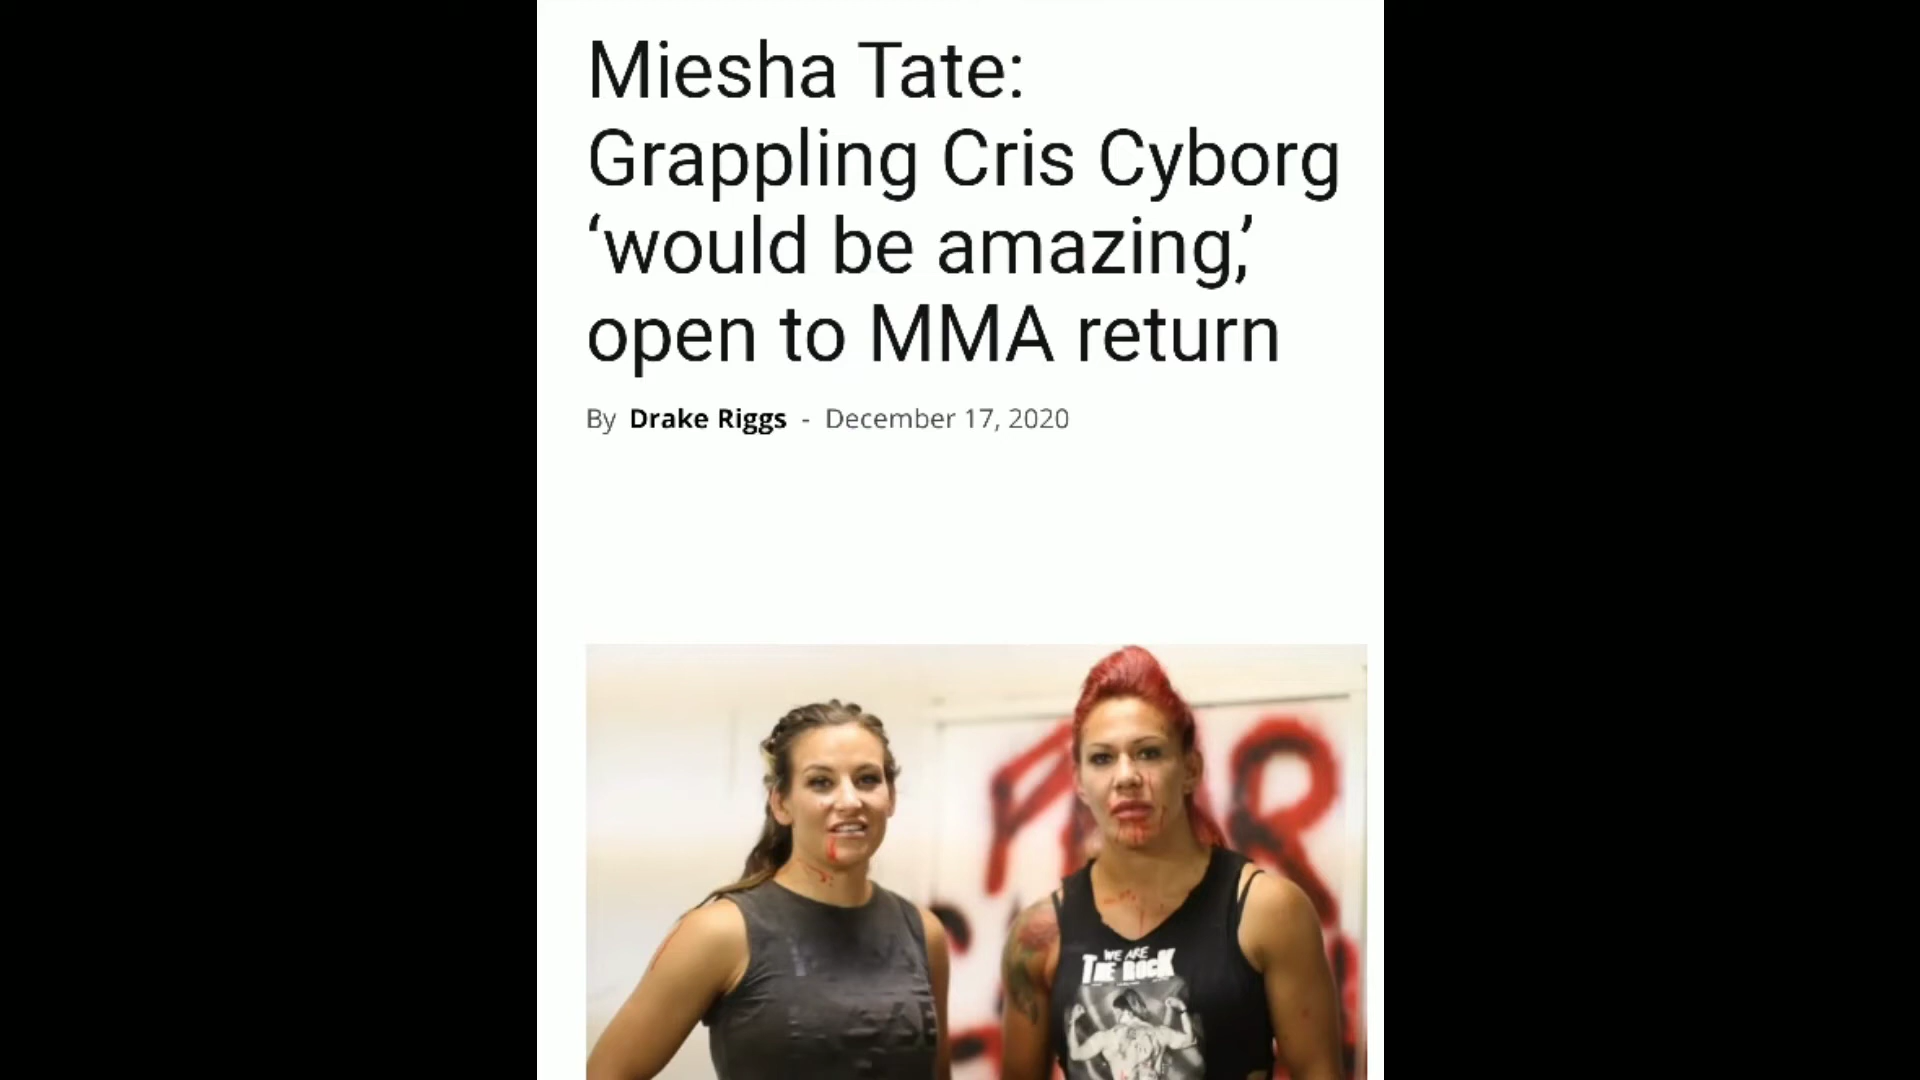 Miesha Tate:
Grappling Cris Cyborg
‘would be amazing,’
open to MMA return
By Drake Riggs - December 17, 2020
WE ARE
THE ROCK